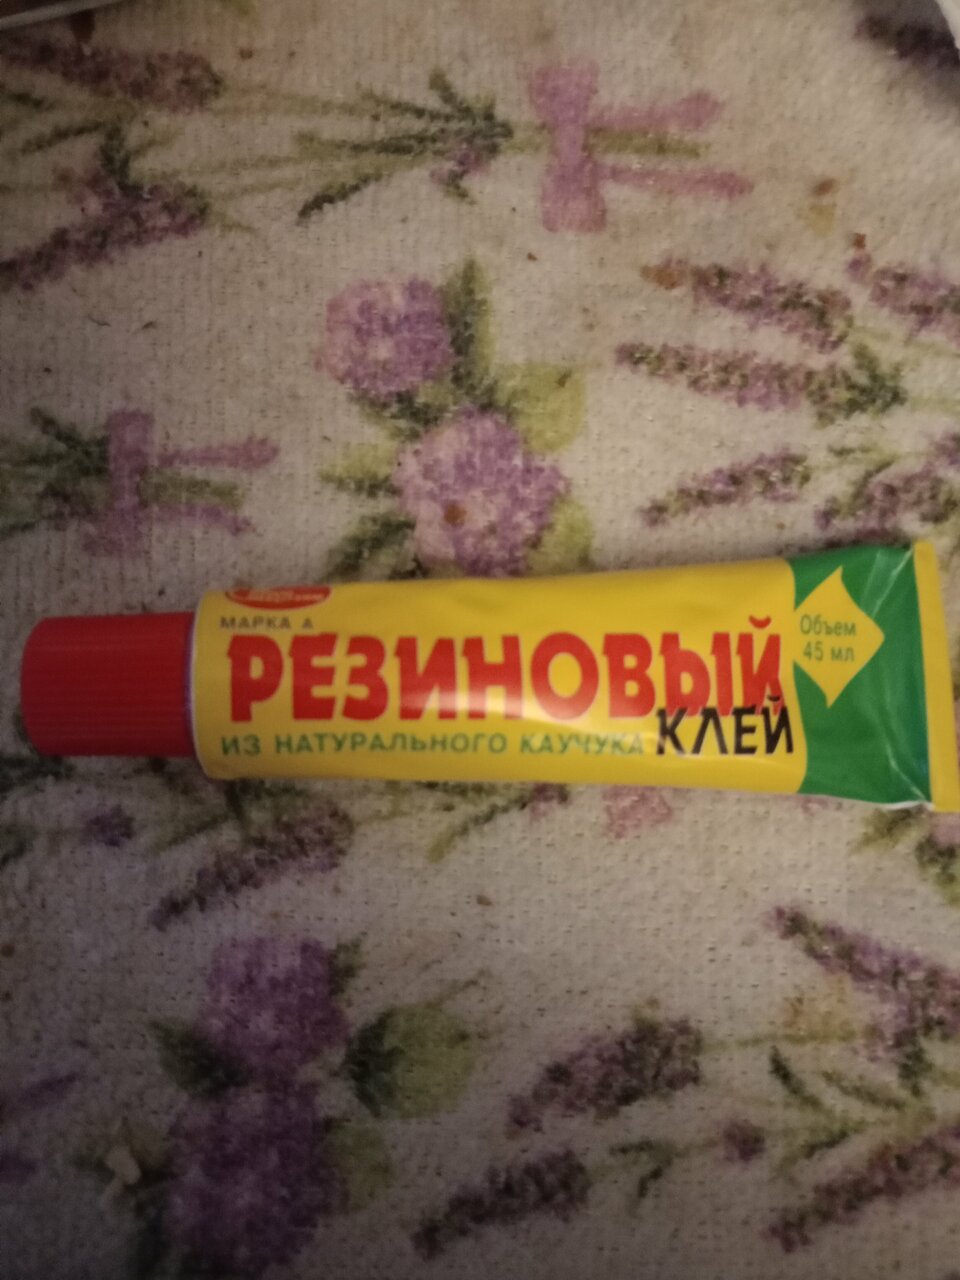 МАРКА А
РЕЗИНОВЫЙ
КЛЕЙ
ИЗ НАТУРАЛЬНОГО КАУЧУКА
Объем
45 мл